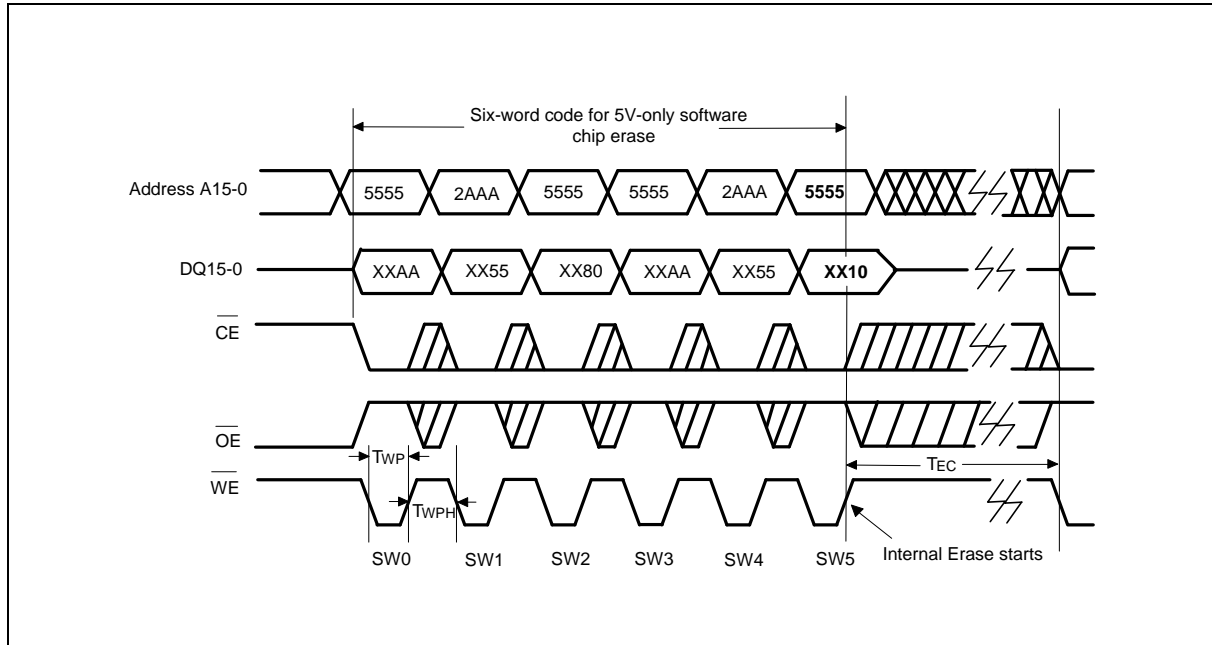 Six-word code for 5V-only software
chip erase
Address A15-0
5555
2AAA
5555
5555
2AAA
5555
DQ15-0
XXAA
XX55
XX80
XXAA
XX55
XX10
CE
OE
TWP
TEC
WE
TWPH
Internal Erase starts
SW0
SW1
SW2
SW3
SW4
SW5